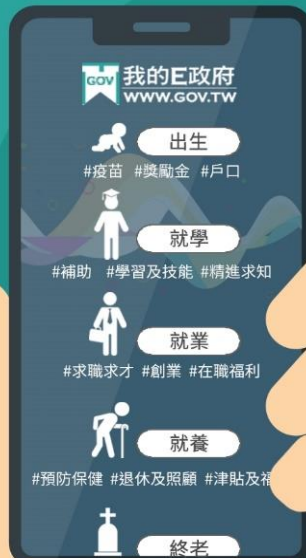 GOV 我的E政府
WWW.GOV.TW
出生
#疫苗 #獎勵金 #戶口
就學
#補助 #學習及技能 #精進求知
就業
#求職求才 #創業 #在職福利
就養
#預防保健 #退休及照顧 #津貼及
終老